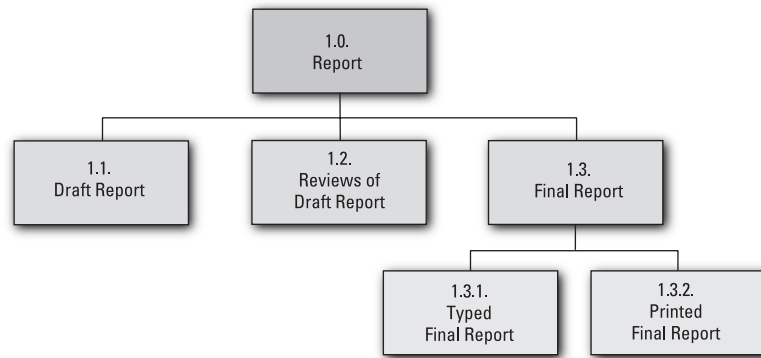 1.0.
Report
1.1.
Draft Report
1.2.
Reviews of
Draft Report
1.3.
Final Report
1.3.1.
Typed
Final Report
1.3.2.
Printed
Final Report